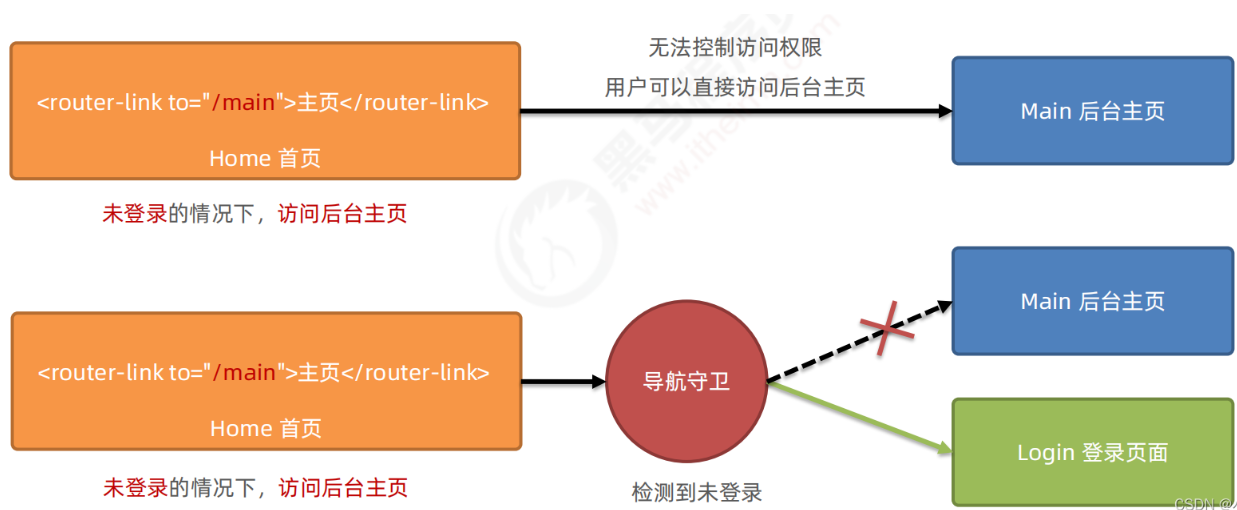 无法控制访问权限
用户可以直接访问后台主页
<router-link to="/main">主页</router-link>
Home 首页
Main 后台主页
未登录的情况下，访问后台主页
Main 后台主页
<router-link to="/main">主页</router-link>
Home 首页
导航守卫
Login 登录页面
未登录的情况下，访问后台主页
检测到未登录
黑马
www.ithe
CSDN